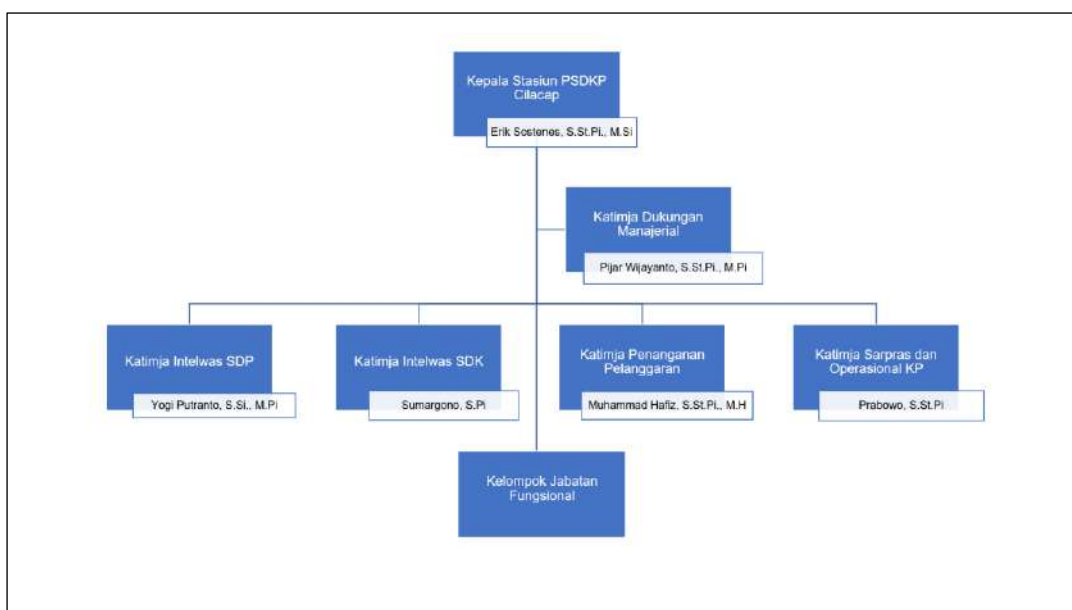 Kepala Stasiun PSDKP
Cilacap
Erik Sostenes, S.St.Pi., M.Si
Katimja Dukungan
Manajerial
Pijar Wijayanto, S.St.Pi., M.Pi
Katimja Intelwas SDP
Yogi Putranto, S.Si., M.Pi
Katimja Intelwas SDK
Sumargono, S.Pi
Katimja Penanganan
Pelanggaran
Muhammad Hafiz, S.St.Pi., M.H
Katimja Sarpras dan
Operasional KP
Prabowo, S.St.Pi
Kelompok Jabatan
Fungsional